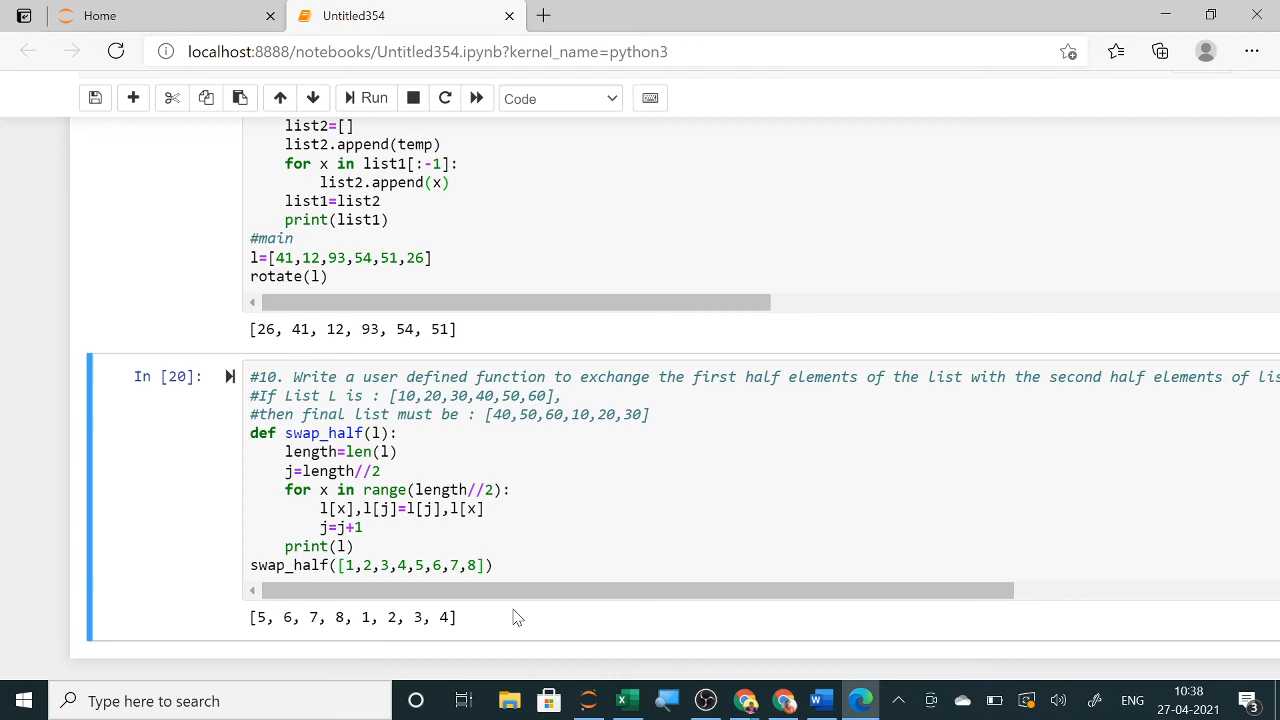 Home
Untitled354
localhost:8888/notebooks/Untitled354.ipynb?kernel_name=python3
Run
Code
list2=[]
list2.append(temp)
for x in list1[:-1]:
list2.append(x)
list1=list2
print(list1)
#main
l=[41,12,93,54,51,26]
rotate(l)
[26, 41, 12, 93, 54, 51]
In [20]:
#10. Write a user defined function to exchange the first half elements of the list with the second half elements of lis
#If List L is : [10,20,30,40,50,60],
#then final list must be : [40,50,60,10,20,30]
def swap_half(l):
length=len(l)
j=length//2
for x in range(length//2):
l[x],l[j]=l[j],l[x]
j=j+1
print(l)
swap_half([1,2,3,4,5,6,7,8])
[5, 6, 7, 8, 1, 2, 3, 4]
Type here to search
ENG
10:38
27-04-2021
3